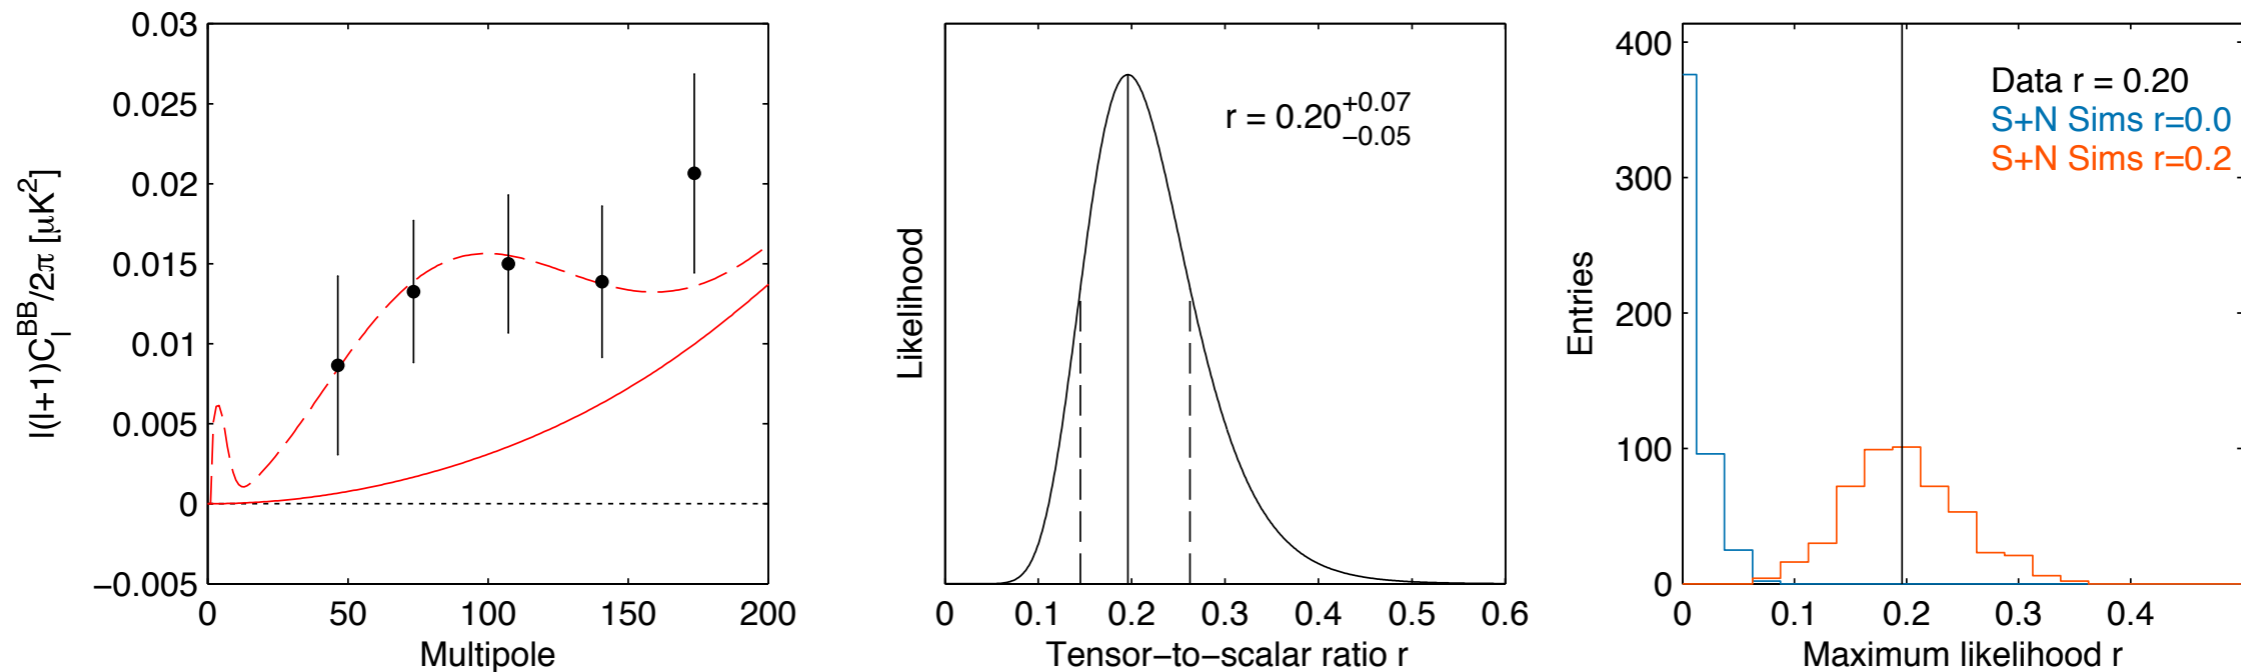 0.03
0.025
0.02
0.015
0.01
0.005
0
−0.005
l(l+1)C_l^{BB}/2π [μK²]
0 50 100 150 200
Multipole
r = 0.20 +0.07 −0.05
Likelihood
0 0.1 0.2 0.3 0.4 0.5 0.6
Tensor−to−scalar ratio r
400
300
200
100
0
Entries
Data r = 0.20
S+N Sims r=0.0
S+N Sims r=0.2
0 0.1 0.2 0.3 0.4
Maximum likelihood r